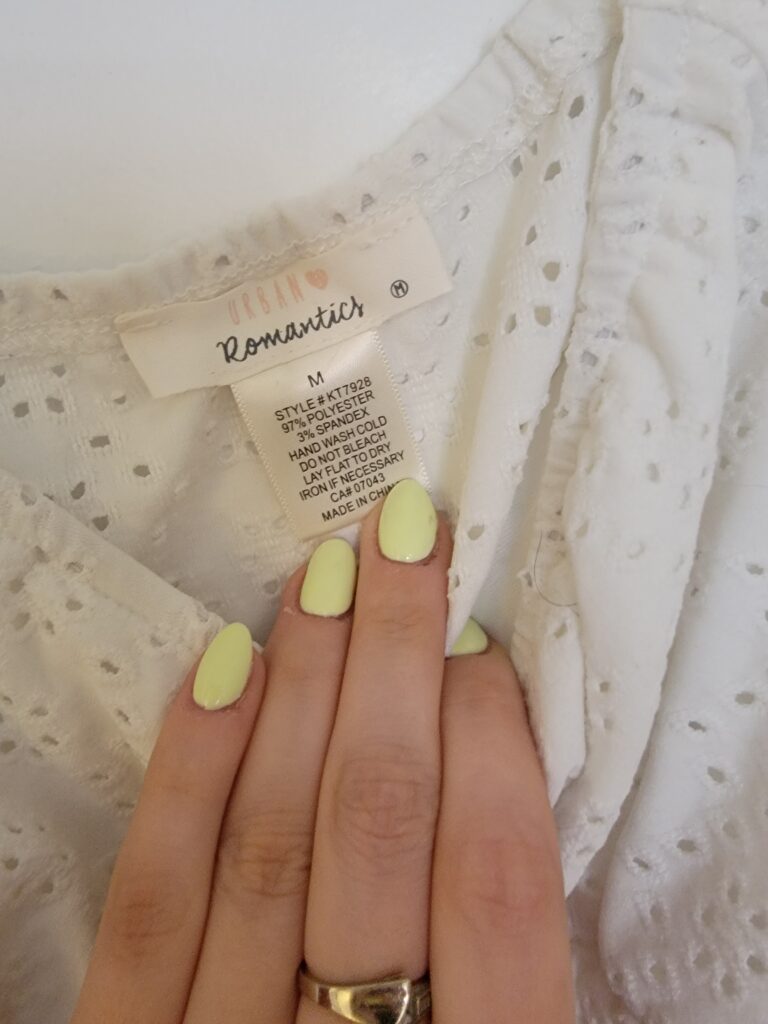 URBAN
Romantics M
M
STYLE # KT7928
97% POLYESTER
3% SPANDEX
HAND WASH COLD
DO NOT BLEACH
LAY FLAT TO DRY
IRON IF NECESSARY
CA# 07043
MADE IN CHINA